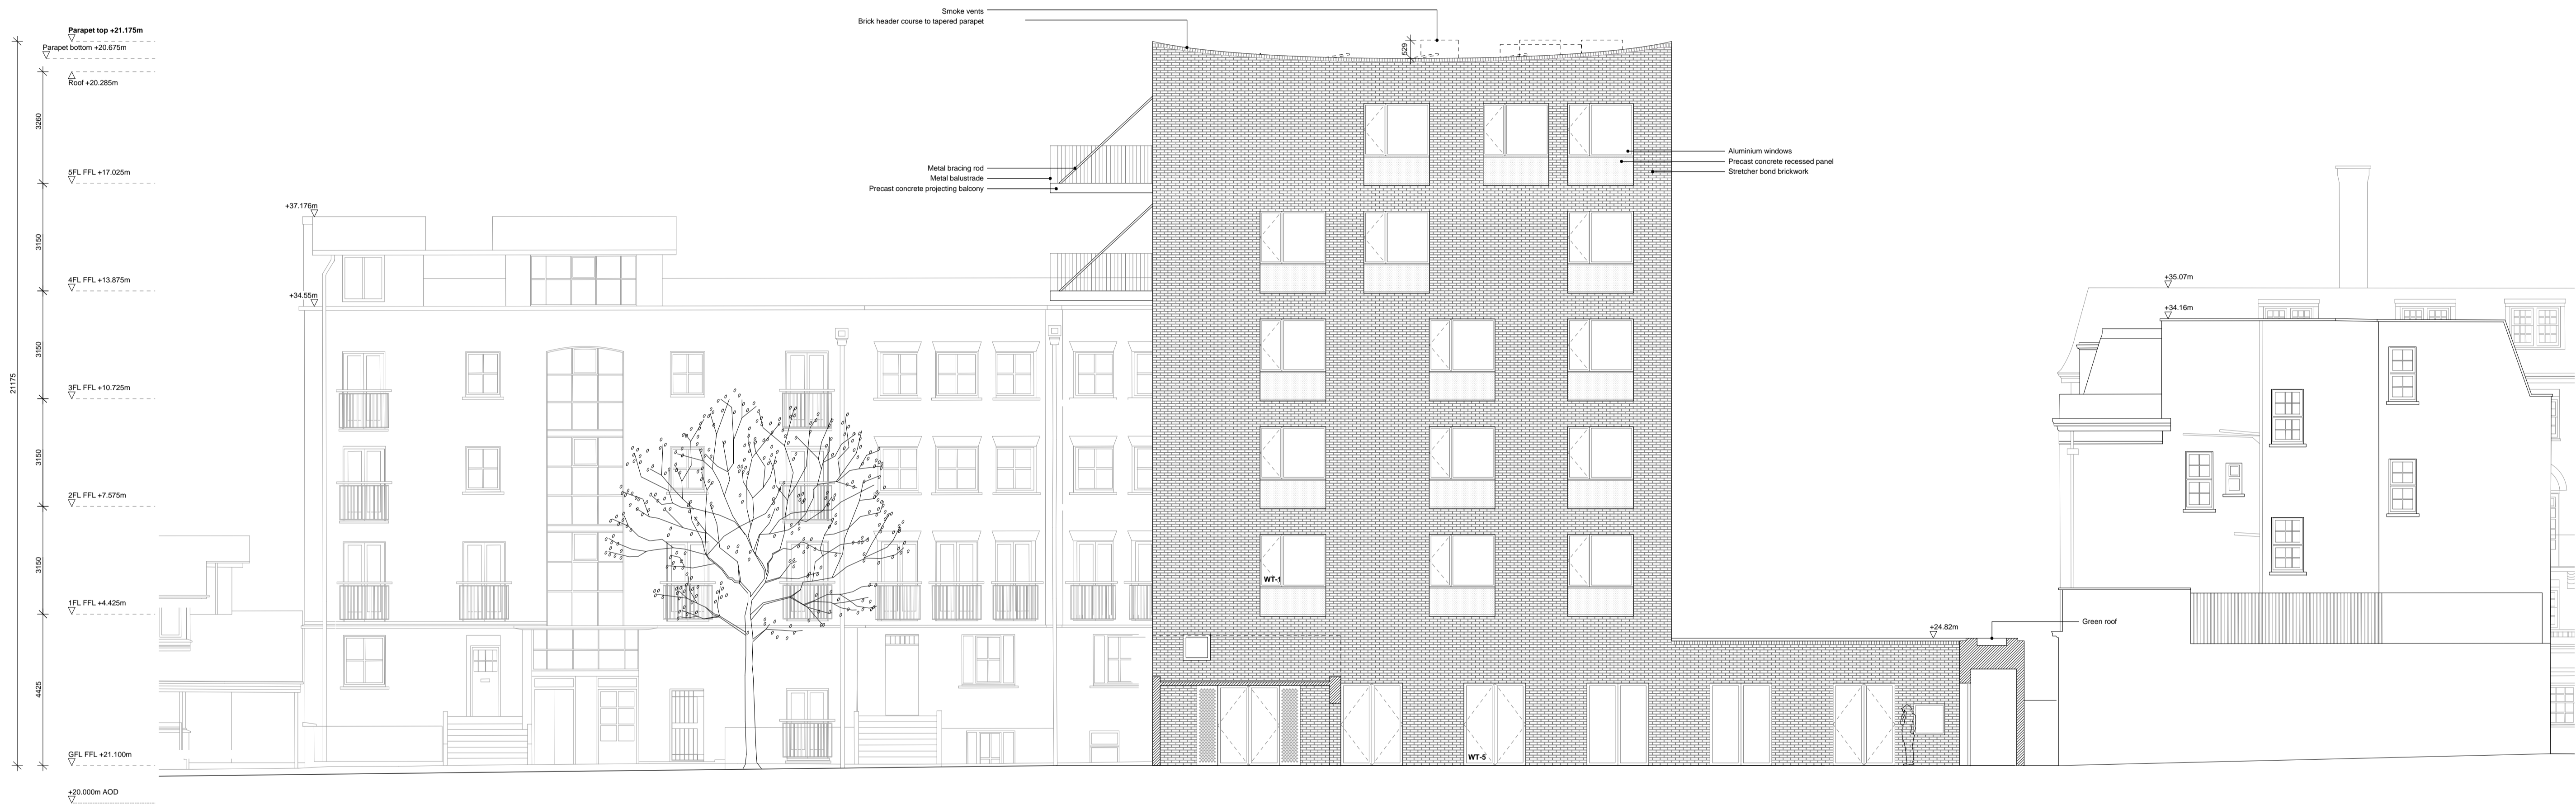 Smoke vents
Brick header course to tapered parapet
Parapet top +21.175m
Parapet bottom +20.675m
Roof +20.285m
529
3260
Metal bracing rod
Metal balustrade
Precast concrete projecting balcony
Aluminium windows
Precast concrete recessed panel
Stretcher bond brickwork
5FL FFL +17.025m
+37.176m
3150
4FL FFL +13.875m
+34.55m
+35.07m
+34.16m
3150
21175
3FL FFL +10.725m
3150
2FL FFL +7.575m
3150
WT-1
1FL FFL +4.425m
+24.82m
Green roof
4425
GFL FFL +21.100m
WT-5
+20.000m AOD